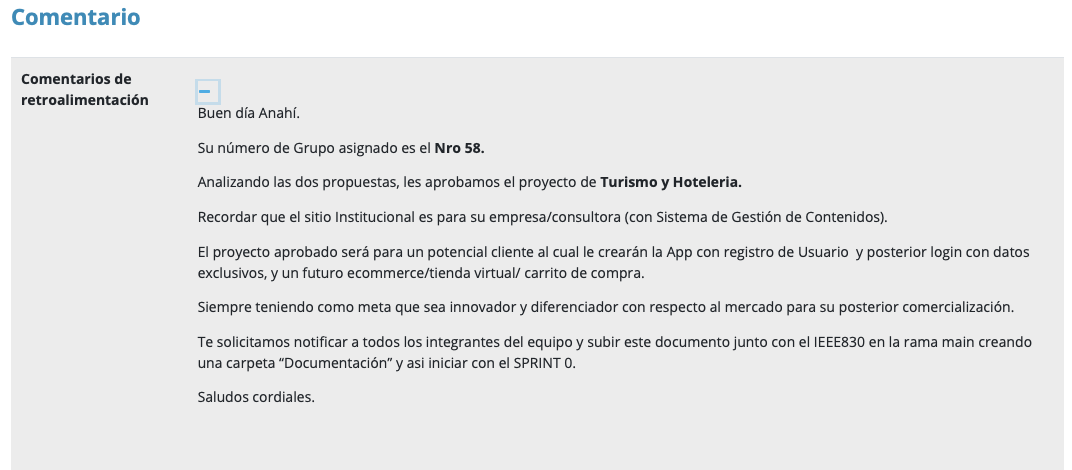 Comentario
Comentarios de
retroalimentación
Buen día Anahí.
Su número de Grupo asignado es el Nro 58.
Analizando las dos propuestas, les aprobamos el proyecto de Turismo y Hoteleria.
Recordar que el sitio Institucional es para su empresa/consultora (con Sistema de Gestión de Contenidos).
El proyecto aprobado será para un potencial cliente al cual le crearán la App con registro de Usuario  y posterior login con datos
exclusivos, y un futuro ecommerce/tienda virtual/ carrito de compra.
Siempre teniendo como meta que sea innovador y diferenciador con respecto al mercado para su posterior comercialización.
Te solicitamos notificar a todos los integrantes del equipo y subir este documento junto con el IEEE830 en la rama main creando
una carpeta “Documentación” y asi iniciar con el SPRINT 0.
Saludos cordiales.